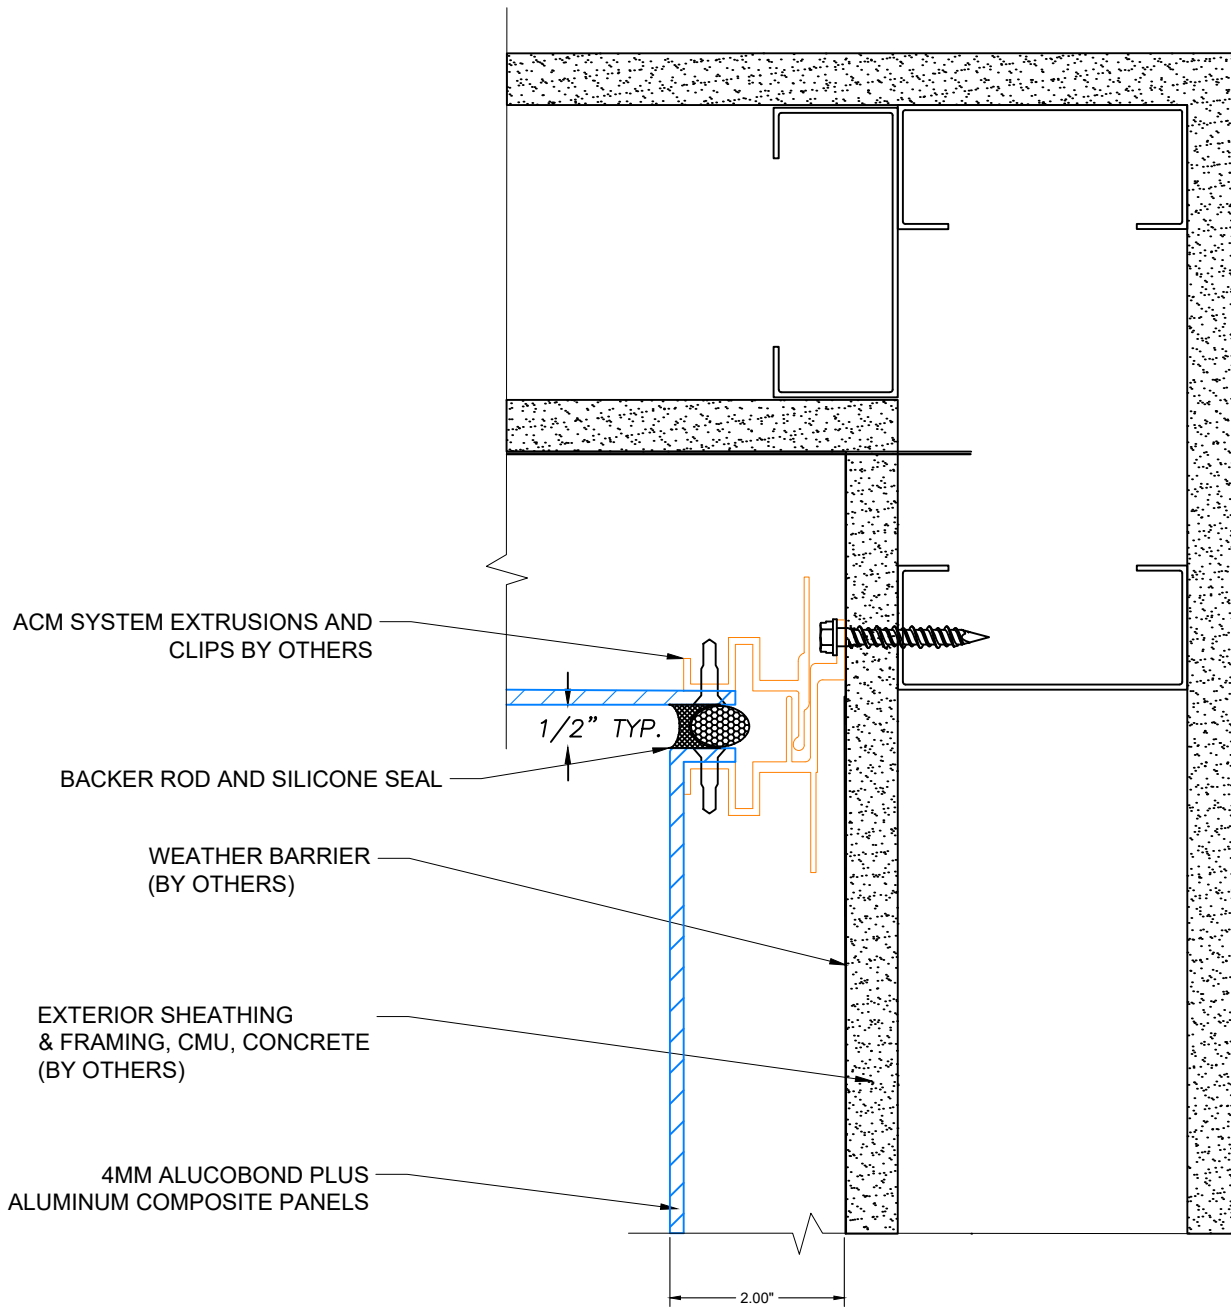 ACM SYSTEM EXTRUSIONS AND
CLIPS BY OTHERS
1/2” TYP.
BACKER ROD AND SILICONE SEAL
WEATHER BARRIER
(BY OTHERS)
EXTERIOR SHEATHING
& FRAMING, CMU, CONCRETE
(BY OTHERS)
4MM ALUCOBOND PLUS
ALUMINUM COMPOSITE PANELS
2.00"